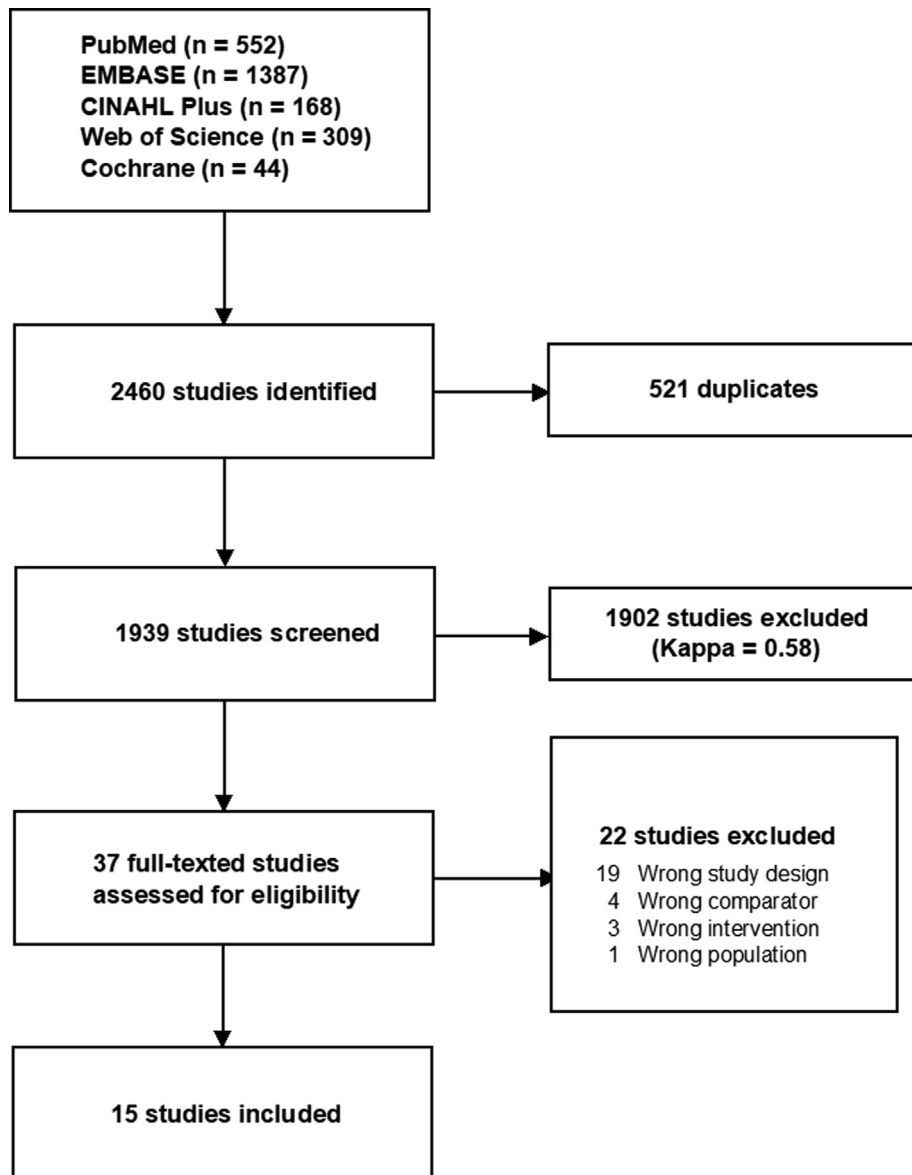 PubMed (n = 552)
EMBASE (n = 1387)
CINAHL Plus (n = 168)
Web of Science (n = 309)
Cochrane (n = 44)
2460 studies identified
521 duplicates
1939 studies screened
1902 studies excluded
(Kappa = 0.58)
37 full-texted studies
assessed for eligibility
22 studies excluded
19 Wrong study design
4 Wrong comparator
3 Wrong intervention
1 Wrong population
15 studies included